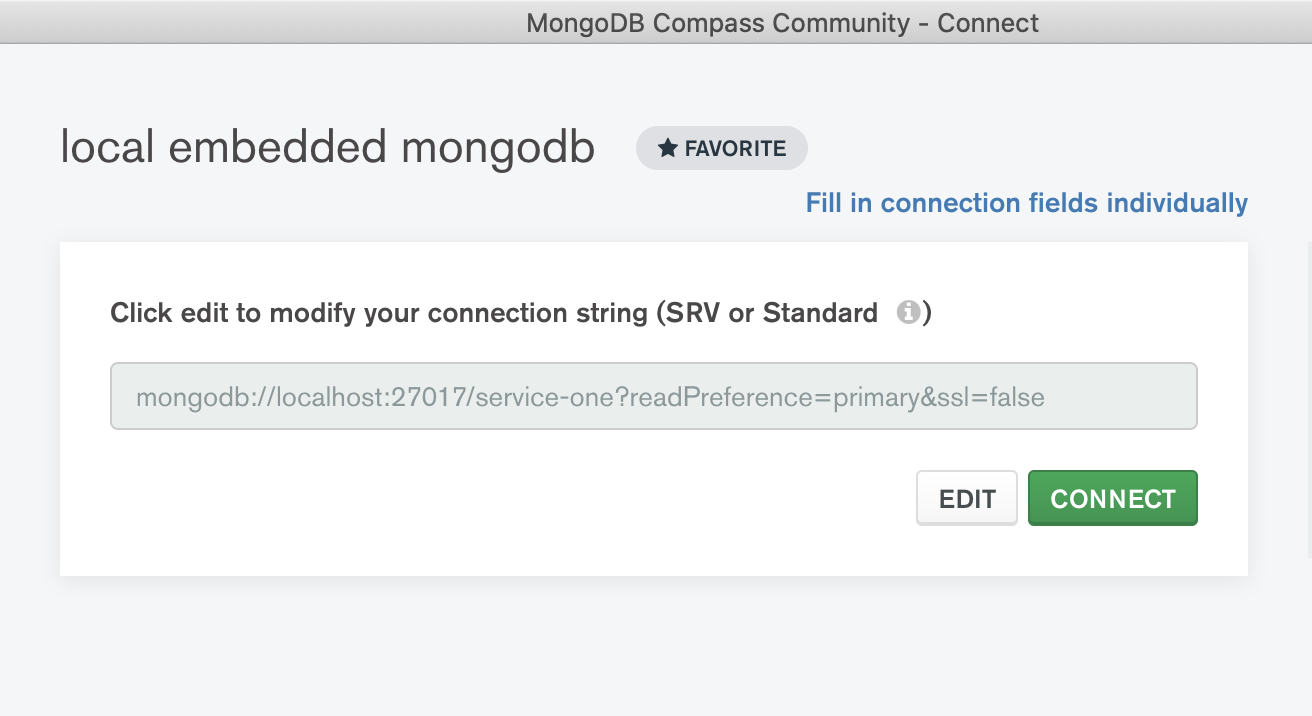 MongoDB Compass Community - Connect
local embedded mongodb
★ FAVORITE
Fill in connection fields individually
Click edit to modify your connection string (SRV or Standard i)
mongodb://localhost:27017/service-one?readPreference=primary&ssl=false
EDIT
CONNECT